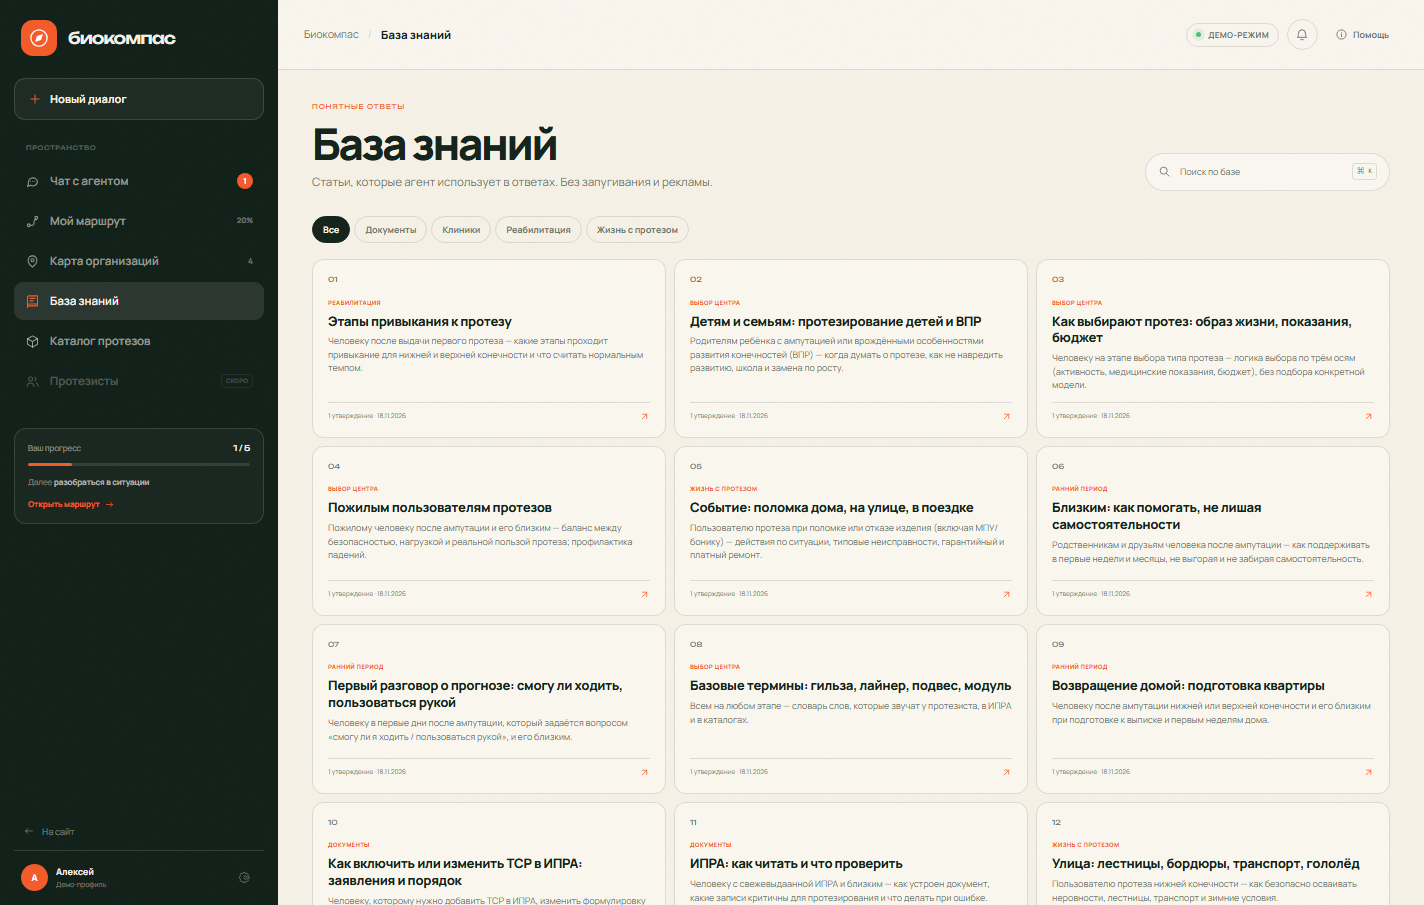 биокомпас
Новый диалог
ПРОСТРАНСТВО
Чат с агентом 1
Мой маршрут 20%
Карта организаций 4
База знаний
Каталог протезов
Протезисты СКОРО
Ваш прогресс 1/5
Далее разобраться в ситуации
Открыть маршрут →
← На сайт
А Алексей
Демо-профиль
Биокомпас / База знаний
ДЕМО-РЕЖИМ
Помощь
ПОНЯТНЫЕ ОТВЕТЫ
База знаний
Статьи, которые агент использует в ответах. Без запугивания и рекламы.
Поиск по базе ⌘ K
Все Документы Клиники Реабилитация Жизнь с протезом
01
РЕАБИЛИТАЦИЯ
Этапы привыкания к протезу
Человеку после выдачи первого протеза — какие этапы проходит
привыкание для нижней и верхней конечности и что считать нормальным
темпом.
1 утверждение · 18.11.2026
02
ВЫБОР ЦЕНТРА
Детям и семьям: протезирование детей и ВПР
Родителям ребёнка с ампутацией или врождёнными особенностями
развития конечностей (ВПР) — когда думать о протезе, как не навредить
развитию, школа и замена по росту.
1 утверждение · 18.11.2026
03
ВЫБОР ЦЕНТРА
Как выбирают протез: образ жизни, показания,
бюджет
Человеку на этапе выбора типа протеза — логика выбора по трём осям
(активность, медицинские показания, бюджет), без подбора конкретной
модели.
1 утверждение · 18.11.2026
04
ВЫБОР ЦЕНТРА
Пожилым пользователям протезов
Пожилому человеку после ампутации и его близким — баланс между
безопасностью, нагрузкой и реальной пользой протеза; профилактика
падений.
1 утверждение · 18.11.2026
05
ЖИЗНЬ С ПРОТЕЗОМ
Событие: поломка дома, на улице, в поездке
Пользователю протеза при поломке или отказе изделия (включая МПУ/
бионику) — действия по ситуации, типовые неисправности, гарантийный и
платный ремонт.
1 утверждение · 18.11.2026
06
РАННИЙ ПЕРИОД
Близким: как помогать, не лишая
самостоятельности
Родственникам и друзьям человека после ампутации — как поддерживать
в первые недели и месяцы, не выгорая и не забирая самостоятельность.
1 утверждение · 18.11.2026
07
РАННИЙ ПЕРИОД
Первый разговор о прогнозе: смогу ли ходить,
пользоваться рукой
Человеку в первые дни после ампутации, который задаётся вопросом
«смогу ли я ходить / пользоваться рукой», и его близким.
1 утверждение · 18.11.2026
08
ВЫБОР ЦЕНТРА
Базовые термины: гильза, лайнер, подвес, модуль
Всем на любом этапе — словарь слов, которые звучат у протезиста, в ИПРА
и в каталогах.
1 утверждение · 18.11.2026
09
РАННИЙ ПЕРИОД
Возвращение домой: подготовка квартиры
Человеку после ампутации нижней или верхней конечности и его близким
при подготовке к выписке и первым неделям дома.
1 утверждение · 18.11.2026
10
ДОКУМЕНТЫ
Как включить или изменить ТСР в ИПРА:
заявления и порядок
Человеку, которому нужно добавить ТСР в ИПРА, изменить формулировку
11
ДОКУМЕНТЫ
ИПРА: как читать и что проверить
Человеку с свежевыданной ИПРА и близким — как устроен документ,
какие записи критичны для протезирования и что делать при ошибке.
12
ЖИЗНЬ С ПРОТЕЗОМ
Улица: лестницы, бордюры, транспорт, гололёд
Пользователю протеза нижней конечности — как безопасно осваивать
неровности, лестницы, транспорт и зимние условия.